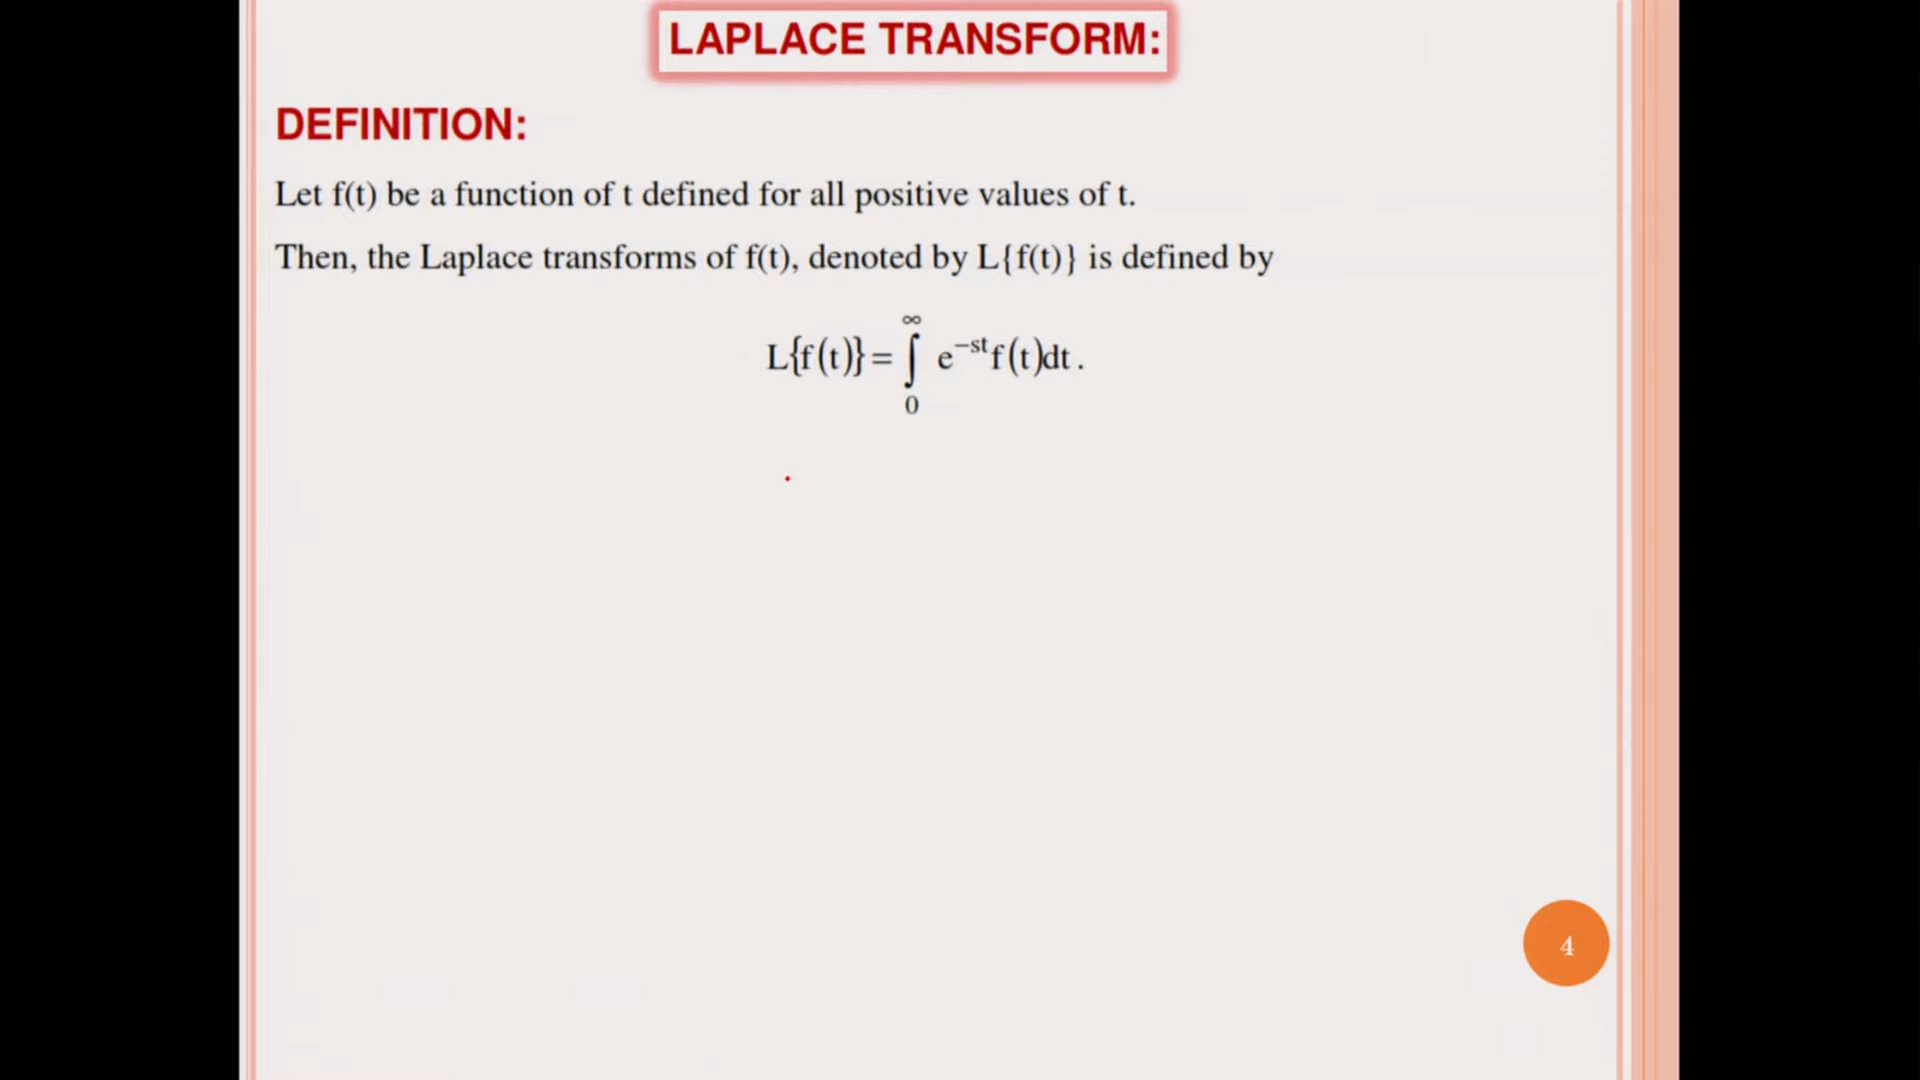 LAPLACE TRANSFORM:
DEFINITION:
Let f(t) be a function of t defined for all positive values of t.
Then, the Laplace transforms of f(t), denoted by L{f(t)} is defined by
L{f(t)} = ∫₀^∞ e^{−st} f(t)dt .
4